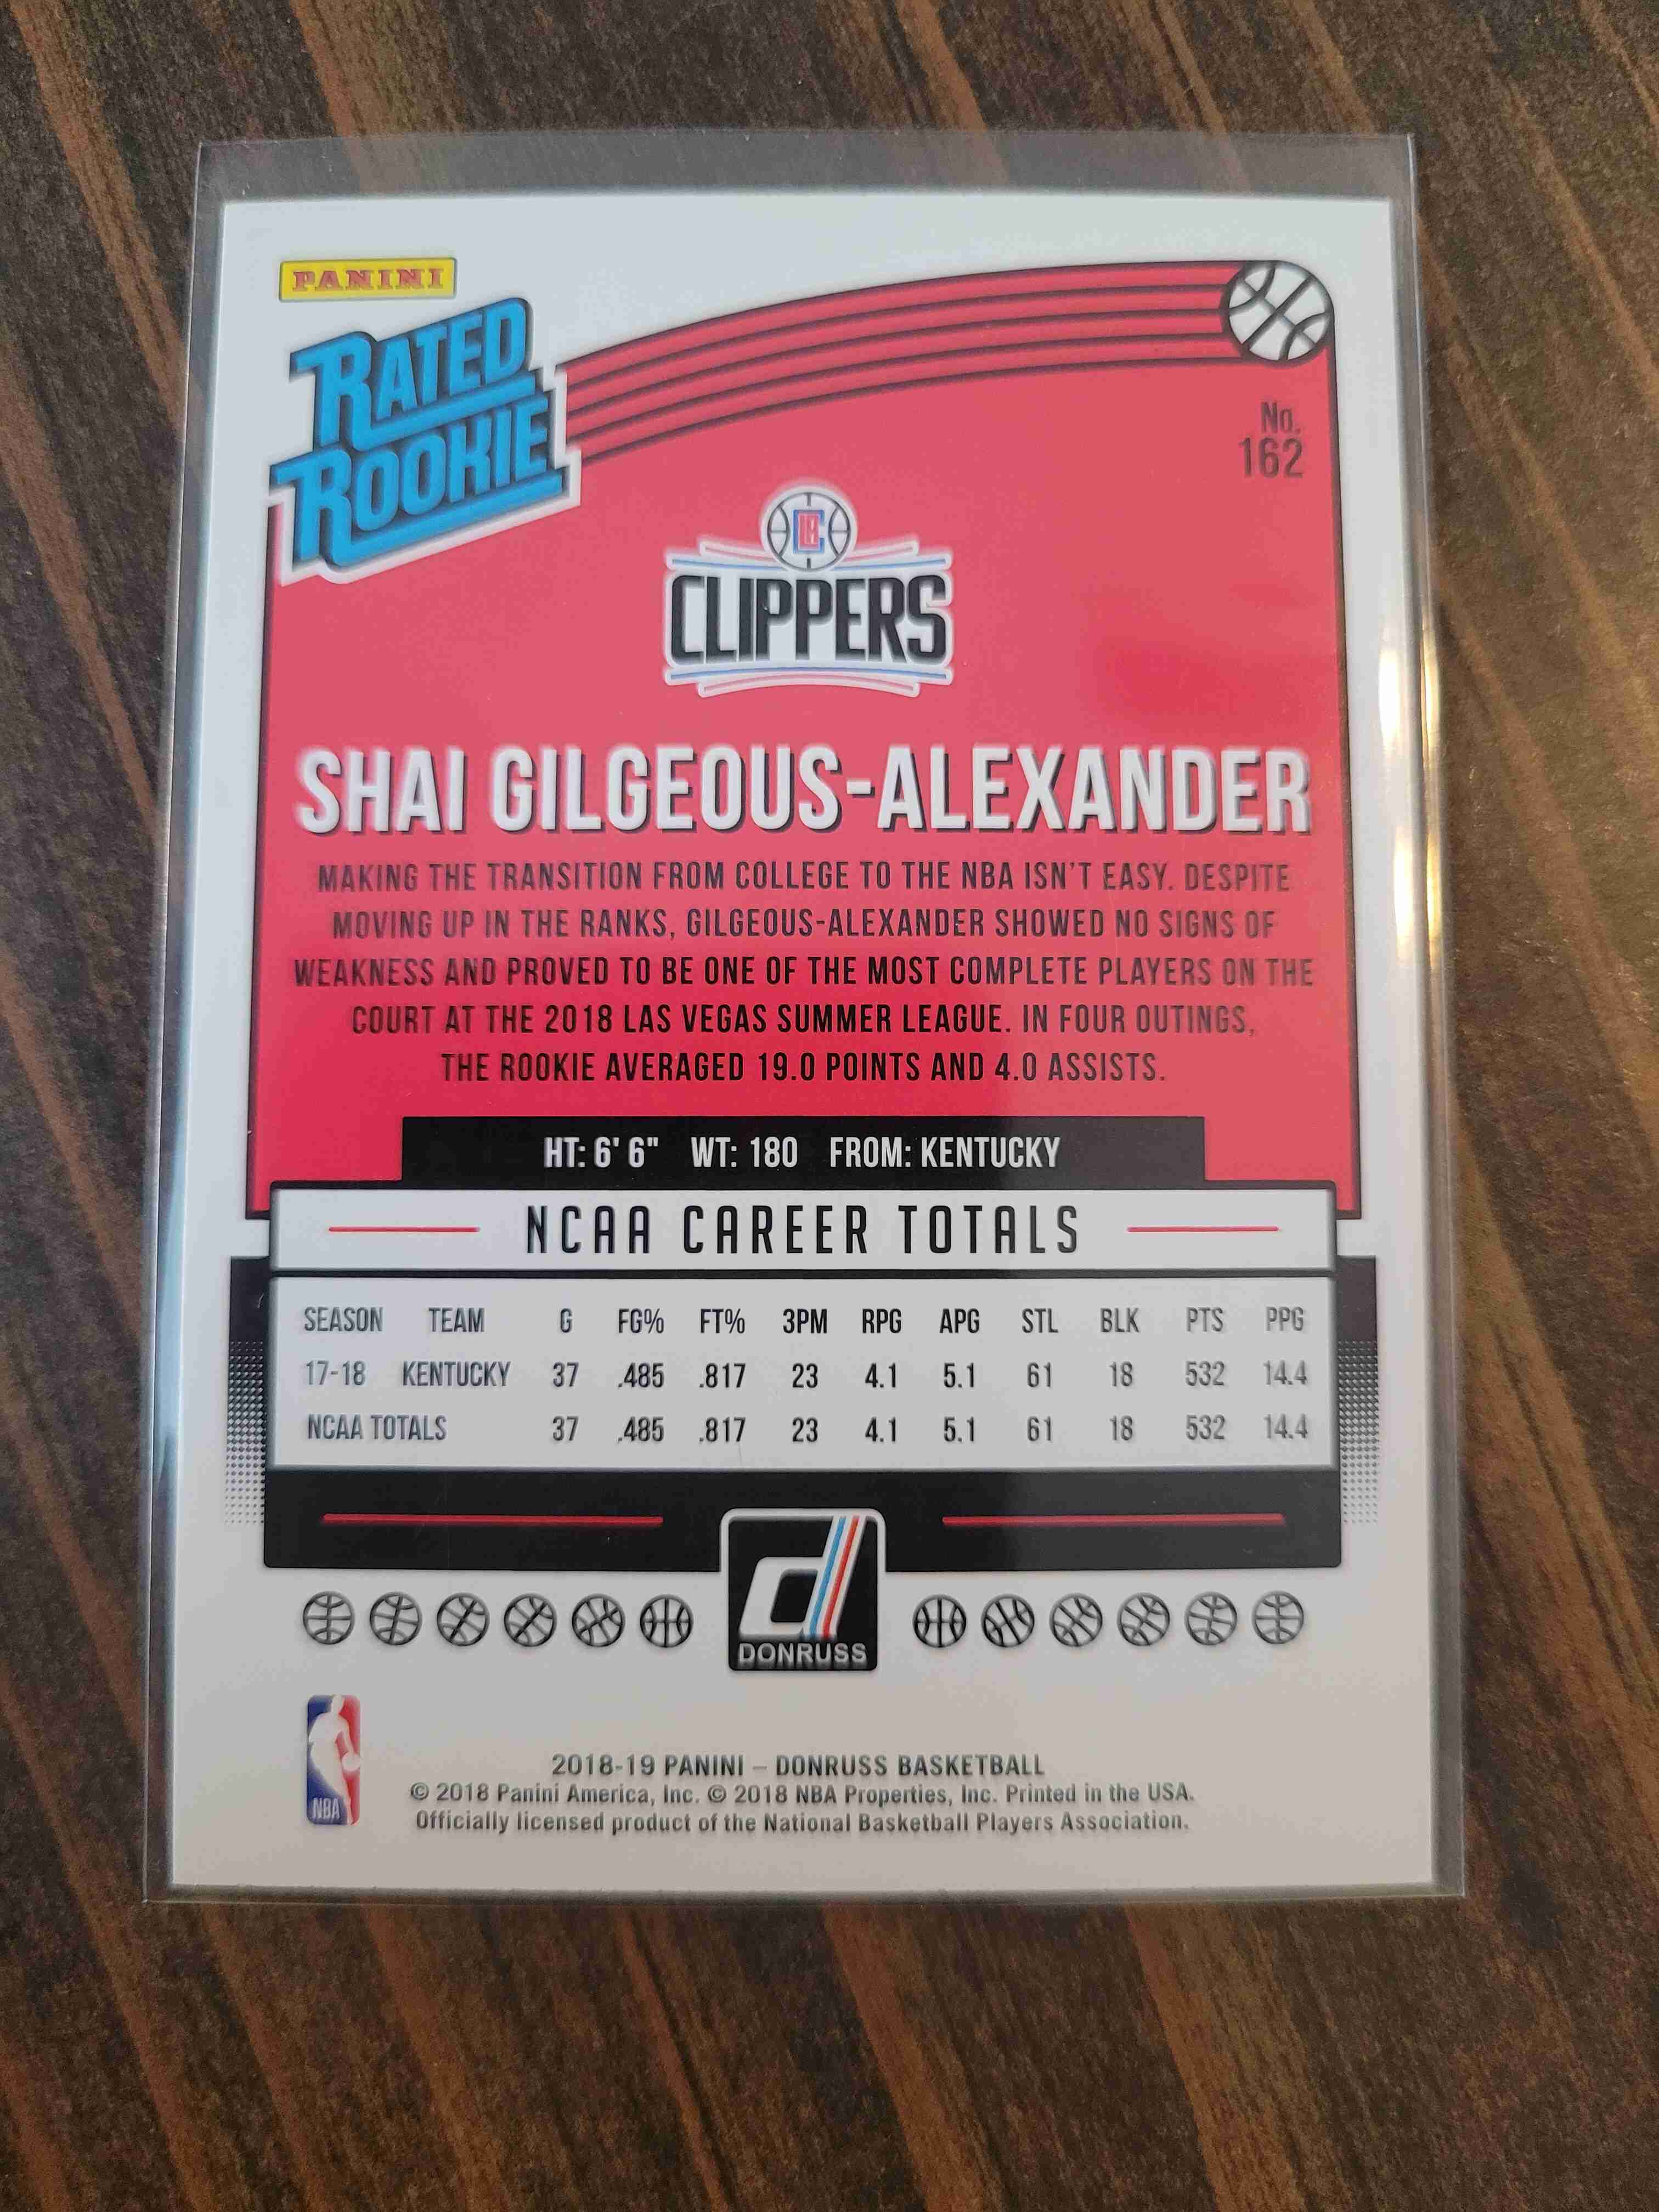 PANINI
RATED
ROOKIE
No.
162
LAC
CLIPPERS
SHAI GILGEOUS-ALEXANDER
MAKING THE TRANSITION FROM COLLEGE TO THE NBA ISN'T EASY. DESPITE
MOVING UP IN THE RANKS, GILGEOUS-ALEXANDER SHOWED NO SIGNS OF
WEAKNESS AND PROVED TO BE ONE OF THE MOST COMPLETE PLAYERS ON THE
COURT AT THE 2018 LAS VEGAS SUMMER LEAGUE. IN FOUR OUTINGS,
THE ROOKIE AVERAGED 19.0 POINTS AND 4.0 ASSISTS.
HT: 6' 6" WT: 180 FROM: KENTUCKY
NCAA CAREER TOTALS
SEASON TEAM G FG% FT% 3PM RPG APG STL BLK PTS PPG
17-18 KENTUCKY 37 .485 .817 23 4.1 5.1 61 18 532 14.4
NCAA TOTALS 37 .485 .817 23 4.1 5.1 61 18 532 14.4
d
DONRUSS
NBA
2018-19 PANINI – DONRUSS BASKETBALL
© 2018 Panini America, Inc. © 2018 NBA Properties, Inc. Printed in the USA.
Officially licensed product of the National Basketball Players Association.